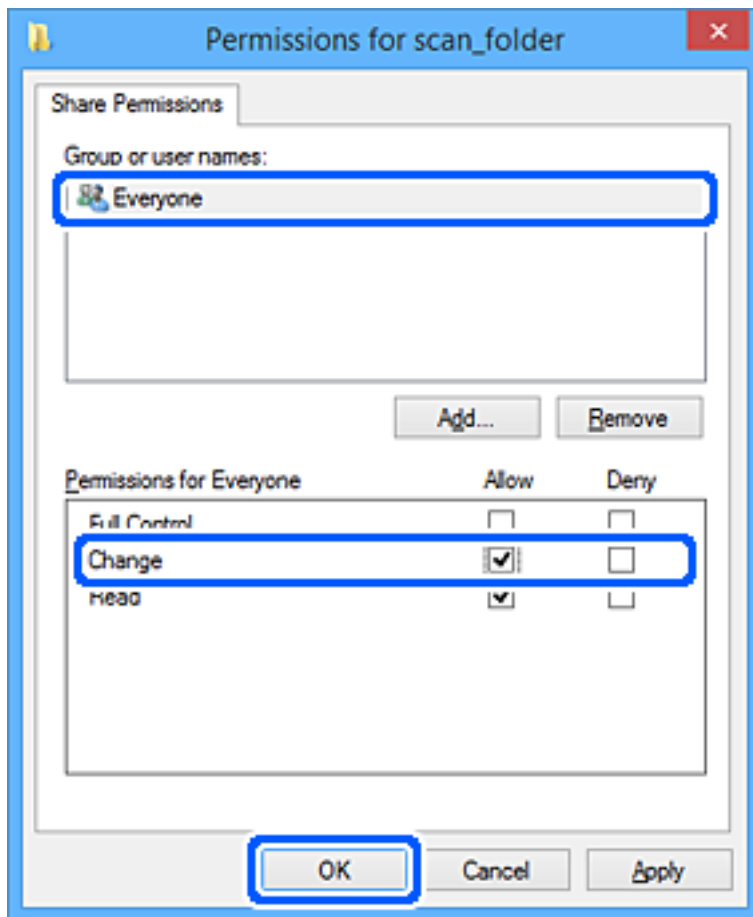 Permissions for scan_folder
Share Permissions
Group or user names:
Everyone
Add... Remove
Permissions for Everyone Allow Deny
Full Control
Change
Read
OK Cancel Apply